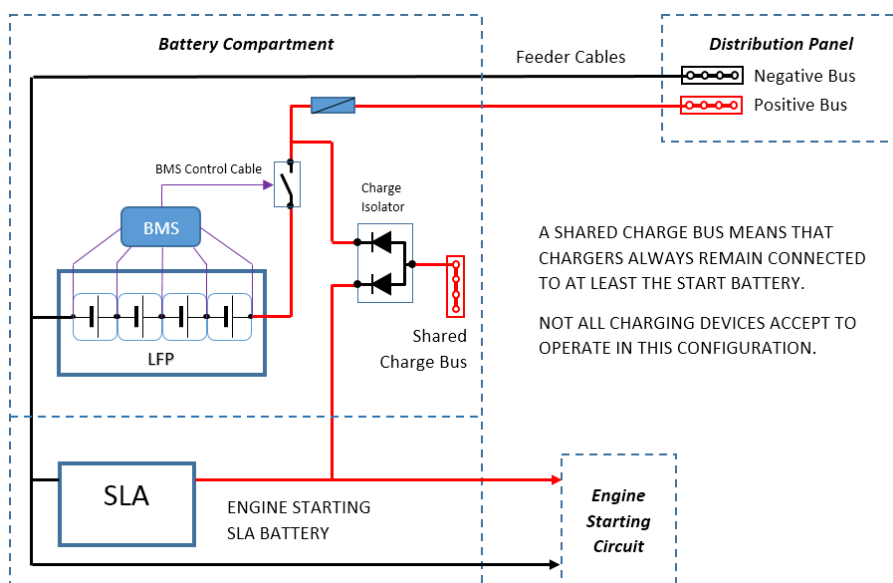 Battery Compartment
Feeder Cables
Distribution Panel
Negative Bus
Positive Bus
BMS Control Cable
Charge
Isolator
BMS
LFP
Shared
Charge Bus
A SHARED CHARGE BUS MEANS THAT
CHARGERS ALWAYS REMAIN CONNECTED
TO AT LEAST THE START BATTERY.
NOT ALL CHARGING DEVICES ACCEPT TO
OPERATE IN THIS CONFIGURATION.
SLA
ENGINE STARTING
SLA BATTERY
Engine
Starting
Circuit